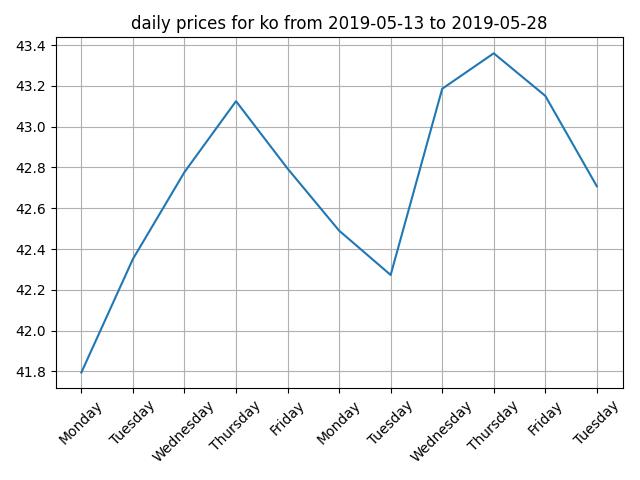 daily prices for ko from 2019-05-13 to 2019-05-28
43.4
43.2
43.0
42.8
42.6
42.4
42.2
42.0
41.8
Monday
Tuesday
Wednesday
Thursday
Friday
Monday
Tuesday
Wednesday
Thursday
Friday
Tuesday